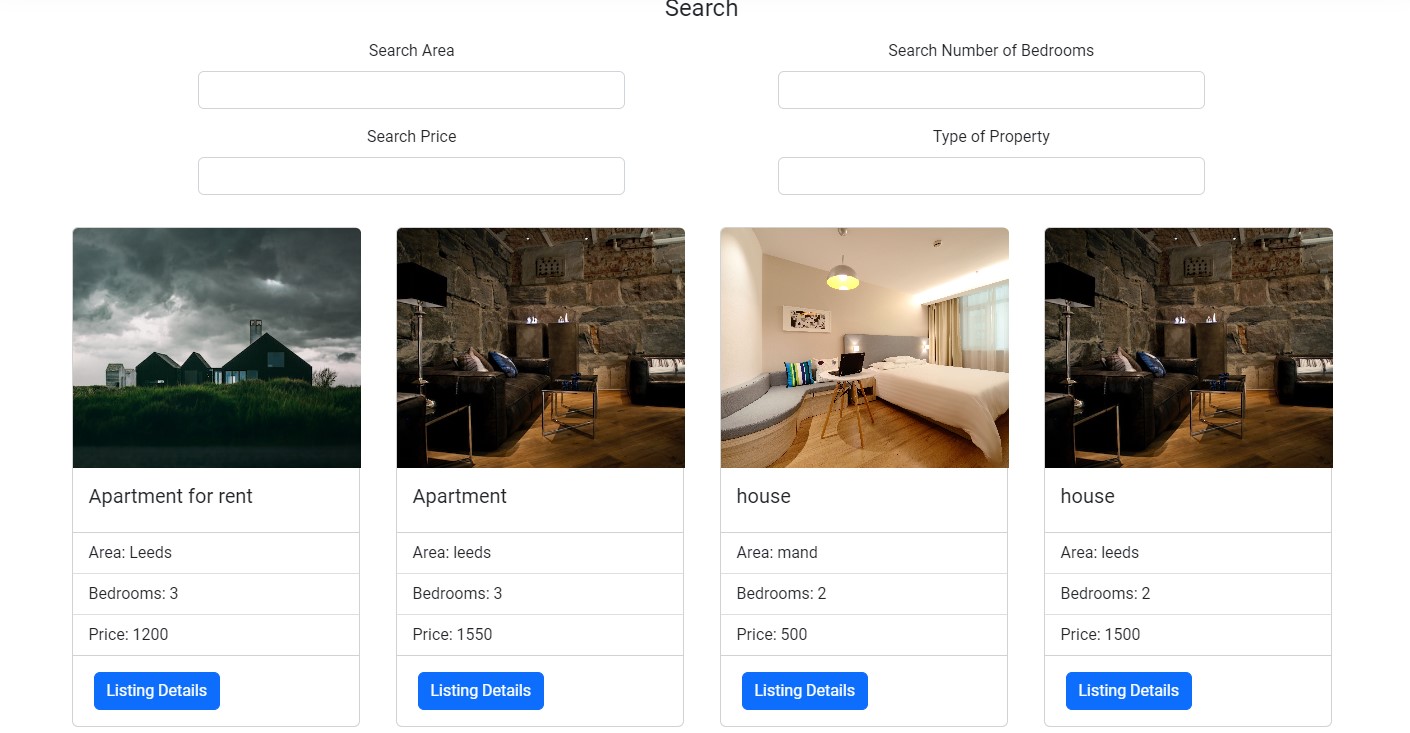 Search
Search Area
Search Number of Bedrooms
Search Price
Type of Property
Apartment for rent
Area: Leeds
Bedrooms: 3
Price: 1200
Listing Details
Apartment
Area: leeds
Bedrooms: 3
Price: 1550
Listing Details
house
Area: mand
Bedrooms: 2
Price: 500
Listing Details
house
Area: leeds
Bedrooms: 2
Price: 1500
Listing Details